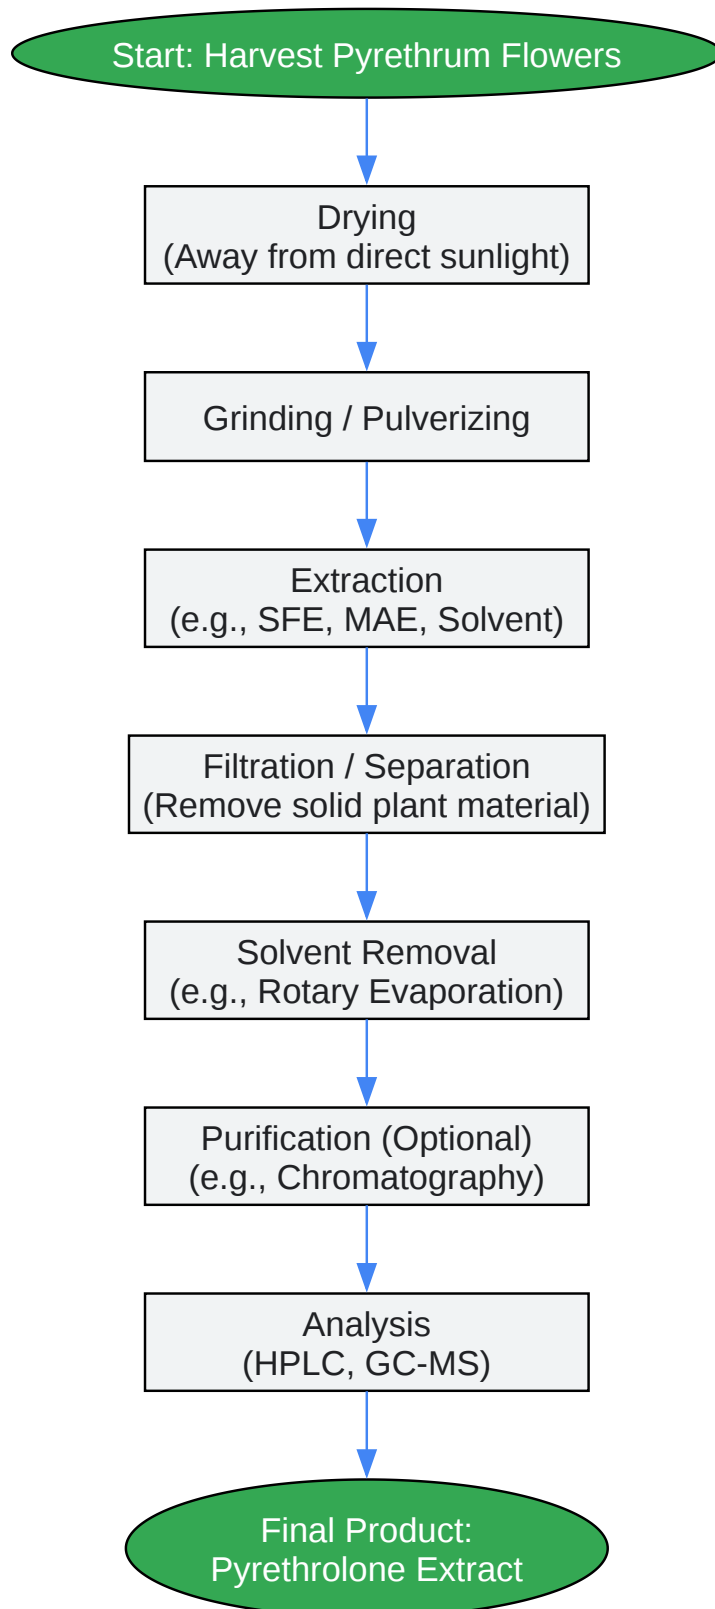 Start: Harvest Pyrethrum Flowers
Drying
(Away from direct sunlight)
Grinding / Pulverizing
Extraction
(e.g., SFE, MAE, Solvent)
Filtration / Separation
(Remove solid plant material)
Solvent Removal
(e.g., Rotary Evaporation)
Purification (Optional)
(e.g., Chromatography)
Analysis
(HPLC, GC-MS)
Final Product:
Pyrethrolone Extract